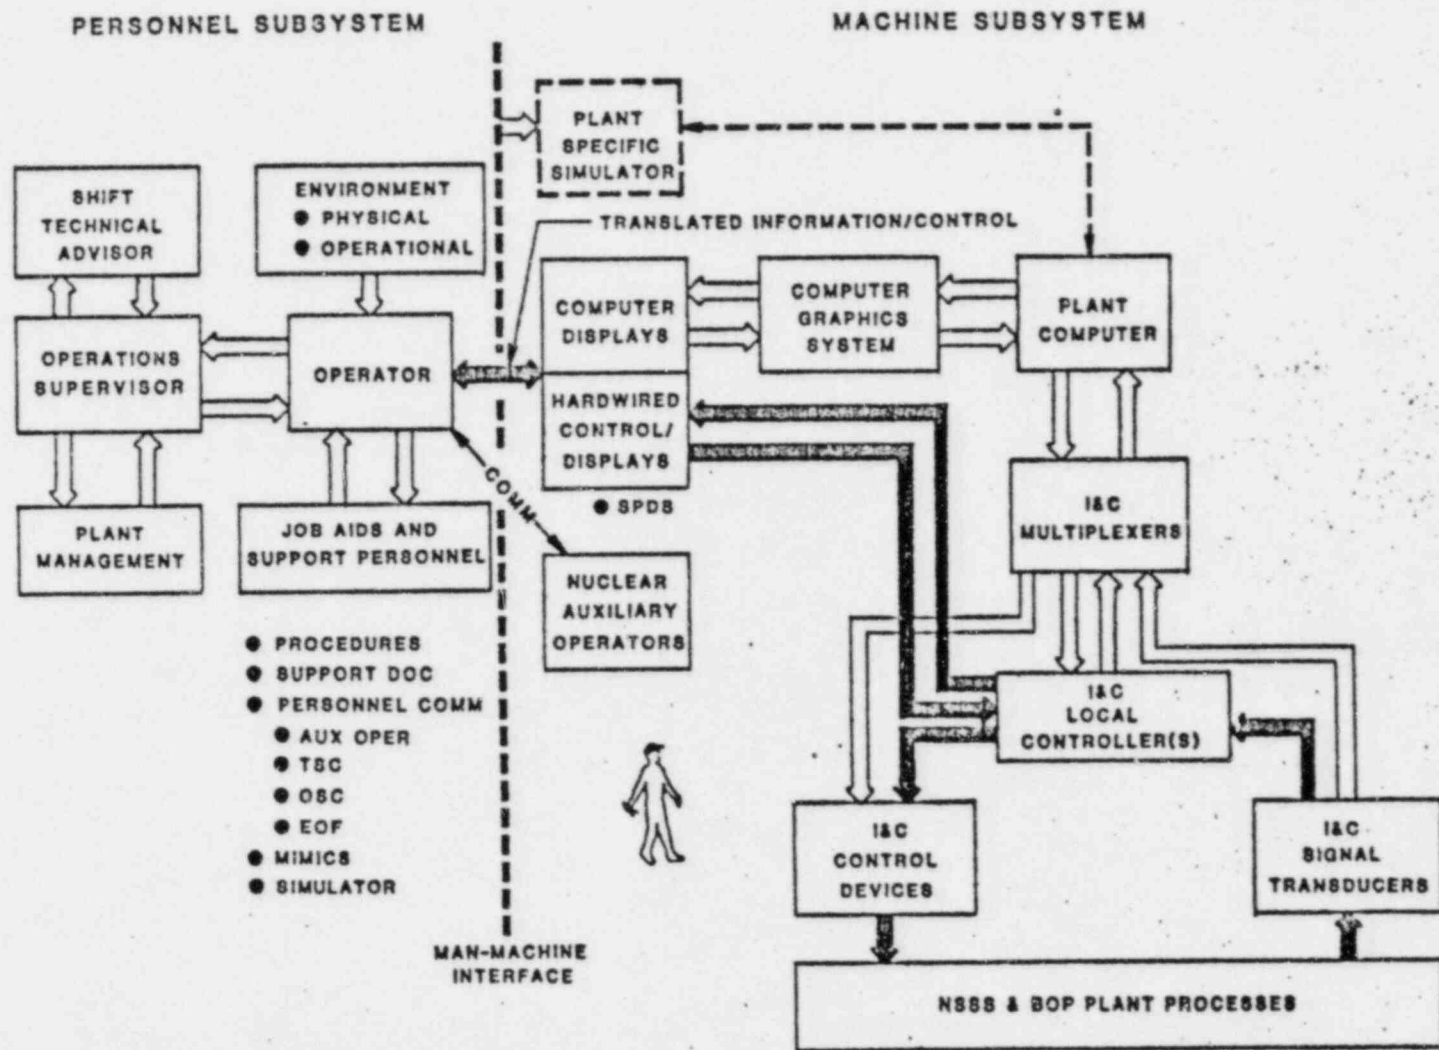 PERSONNEL SUBSYSTEM
MACHINE SUBSYSTEM
PLANT
SPECIFIC
SIMULATOR
SHIFT
TECHNICAL
ADVISOR
ENVIRONMENT
● PHYSICAL
● OPERATIONAL
TRANSLATED INFORMATION/CONTROL
OPERATIONS
SUPERVISOR
OPERATOR
COMPUTER
DISPLAYS
COMPUTER
GRAPHICS
SYSTEM
PLANT
COMPUTER
HARDWIRED
CONTROL/
DISPLAYS
● SPDS
COMM
PLANT
MANAGEMENT
JOB AIDS AND
SUPPORT PERSONNEL
I&C
MULTIPLEXERS
NUCLEAR
AUXILIARY
OPERATORS
● PROCEDURES
● SUPPORT DOC
● PERSONNEL COMM
● AUX OPER
● TSC
● OSC
● EOF
● MIMICS
● SIMULATOR
I&C
LOCAL
CONTROLLER(S)
I&C
CONTROL
DEVICES
I&C
SIGNAL
TRANSDUCERS
MAN-MACHINE
INTERFACE
NSSS & BOP PLANT PROCESSES